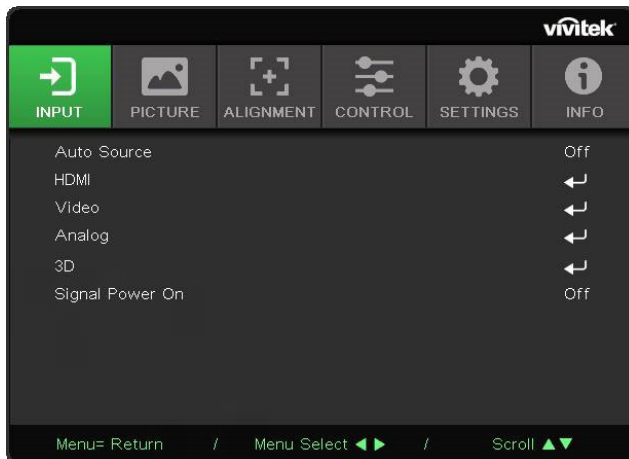 vivitek
INPUT PICTURE ALIGNMENT CONTROL SETTINGS INFO
Auto Source Off
HDMI
Video
Analog
3D
Signal Power On Off
Menu= Return / Menu Select ◀ ▶ / Scroll ▲▼